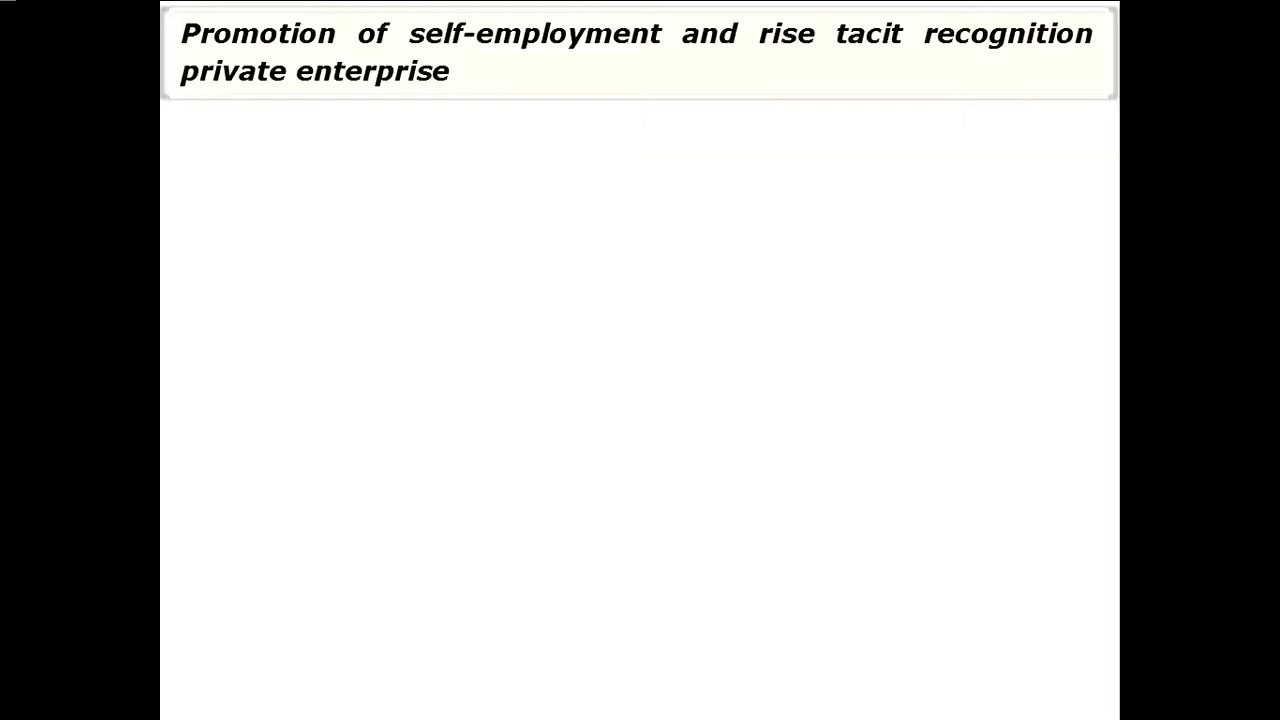 Promotion of self-employment and rise tacit recognition
private enterprise